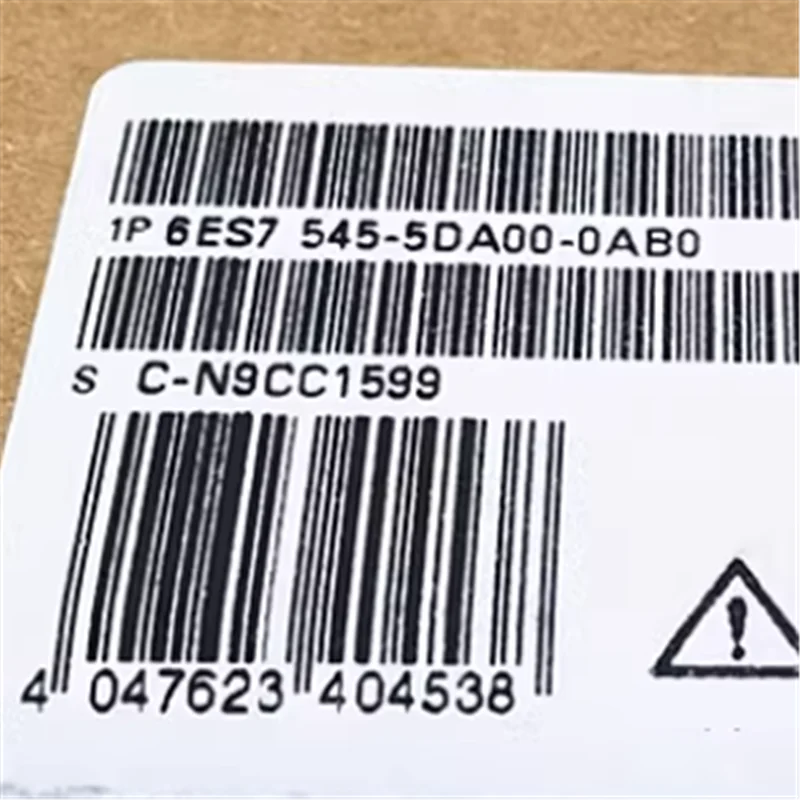 1P 6ES7 545-5DA00-0AB0
S C-N9CC1599
4 047623 404538